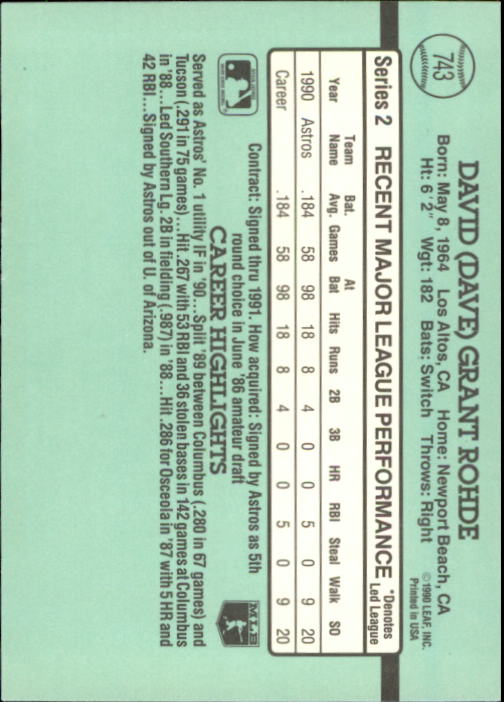 743
DAVID (DAVE) GRANT ROHDE
Born: May 8, 1964 Los Altos, CA Home: Newport Beach, CA
Ht: 6'2" Wgt: 182 Bats: Switch Throws: Right
©1990 LEAF, INC.
Printed in USA
Series 2 RECENT MAJOR LEAGUE PERFORMANCE
*Denotes
Led League
Year Team Name Bat. Avg. Games At Bat Hits Runs 2B 3B HR RBI Steal Walk SO
1990 Astros .184 58 98 18 8 4 0 0 5 0 9 20
Career .184 58 98 18 8 4 0 0 5 0 9 20
Contract: Signed thru 1991. How acquired: Signed by Astros as 5th
round choice in June '86 amateur draft
MLB
CAREER HIGHLIGHTS
Served as Astros' No. 1 utility IF in '90....Split '89 between Columbus (.280 in 67 games) and
Tucson (.291 in 75 games)...Hit .267 with 53 RBI and 36 stolen bases in 142 games at Columbus
in '88...Led Southern Lg. 2B in fielding (.987) in '88...Hit .286 for Osceola in '87 with 5 HR and
42 RBI...Signed by Astros out of U. of Arizona.